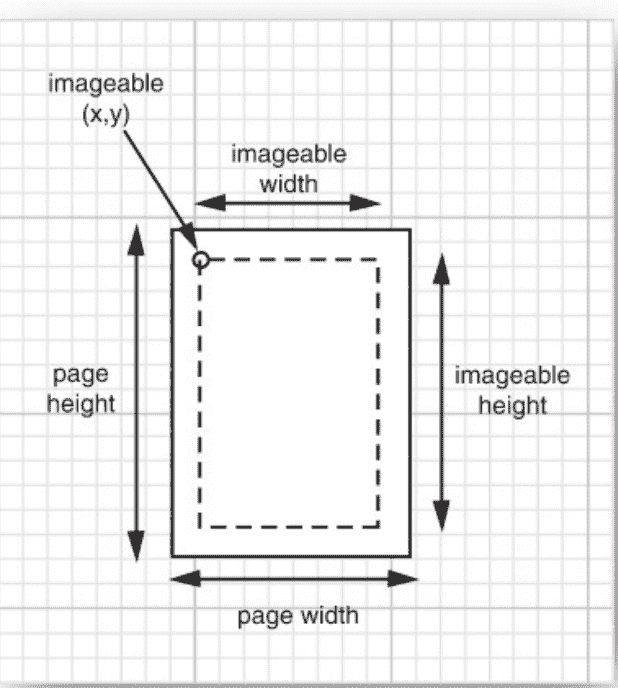 imageable
(x,y)
imageable
width
page
height
imageable
height
page width